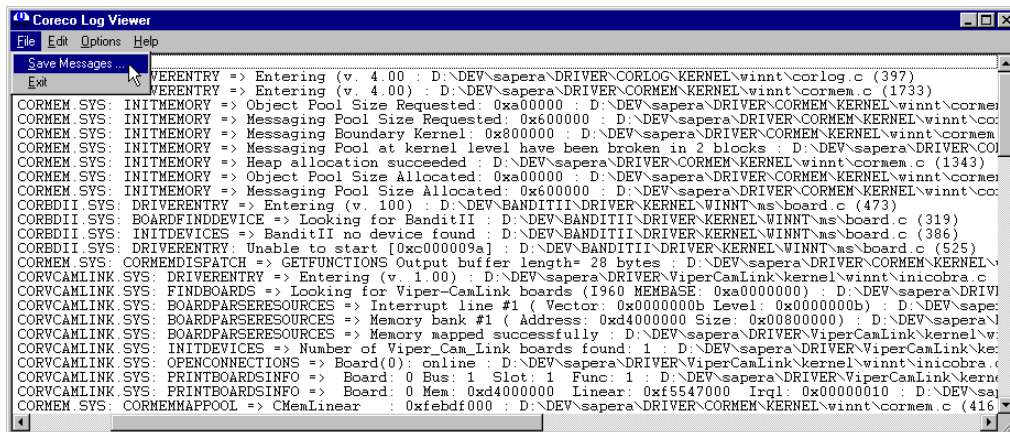 Coreco Log Viewer
File Edit Options Help
Save Messages ...
Exit
VERENTRY => Entering (v. 4.00 : D:\DEV\sapera\DRIVER\CORLOG\KERNEL\winnt\corlog.c (397)
VERENTRY => Entering (v. 4.00) : D:\DEV\sapera\DRIVER\CORMEM\KERNEL\winnt\cormem.c (1733)
CORMEM.SYS: INITMEMORY => Object Pool Size Requested: 0xa00000 : D:\DEV\sapera\DRIVER\CORMEM\KERNEL\winnt\cormem
CORMEM.SYS: INITMEMORY => Messaging Pool Size Requested: 0x600000 : D:\DEV\sapera\DRIVER\CORMEM\KERNEL\winnt\co
CORMEM.SYS: INITMEMORY => Messaging Boundary Kernel: 0x800000 : D:\DEV\sapera\DRIVER\CORMEM\KERNEL\winnt\cormem
CORMEM.SYS: INITMEMORY => Messaging Pool at kernel level have been broken in 2 blocks : D:\DEV\sapera\DRIVER\CO
CORMEM.SYS: INITMEMORY => Heap allocation succeeded : D:\DEV\sapera\DRIVER\CORMEM\KERNEL\winnt\cormem.c (1343)
CORMEM.SYS: INITMEMORY => Object Pool Size Allocated: 0xa00000 : D:\DEV\sapera\DRIVER\CORMEM\KERNEL\winnt\corme
CORMEM.SYS: INITMEMORY => Messaging Pool Size Allocated: 0x600000 : D:\DEV\sapera\DRIVER\CORMEM\KERNEL\winnt\co
CORBDII.SYS: DRIVERENTRY => Entering (v. 100) : D:\DEV\BANDITII\DRIVER\KERNEL\WINNT\ms\board.c (473)
CORBDII.SYS: BOARDFINDDEVICE => Looking for BanditII : D:\DEV\BANDITII\DRIVER\KERNEL\WINNT\ms\board.c (319)
CORBDII.SYS: INITDEVICES => BanditII no device found : D:\DEV\BANDITII\DRIVER\KERNEL\WINNT\ms\board.c (386)
CORBDII.SYS: DRIVERENTRY: Unable to start [0xc000009a] : D:\DEV\BANDITII\DRIVER\KERNEL\WINNT\ms\board.c (525)
CORMEM.SYS: CORMEMDISPATCH => GETFUNCTIONS Output buffer length= 28 bytes : D:\DEV\sapera\DRIVER\CORMEM\KERNEL\
CORVCAMLINK.SYS: DRIVERENTRY => Entering (v. 1.00) : D:\DEV\sapera\DRIVER\ViperCamLink\kernel\winnt\inicobra.c
CORVCAMLINK.SYS: FINDBOARDS => Looking for Viper-CamLink boards (I960 MEMBASE: 0xa0000000) : D:\DEV\sapera\DRIV
CORVCAMLINK.SYS: BOARDPARSERESOURCES => Interrupt line #1 ( Vector: 0x0000000b Level: 0x0000000b) : D:\DEV\sape
CORVCAMLINK.SYS: BOARDPARSERESOURCES => Memory bank #1 ( Address: 0xd4000000 Size: 0x00800000) : D:\DEV\sapera\
CORVCAMLINK.SYS: BOARDPARSERESOURCES => Memory mapped successfully : D:\DEV\sapera\DRIVER\ViperCamLink\kernel\w
CORVCAMLINK.SYS: INITDEVICES => Number of Viper_Cam_Link boards found: 1 : D:\DEV\sapera\DRIVER\ViperCamLink\ke
CORVCAMLINK.SYS: OPENCONNECTIONS => Board(0): online : D:\DEV\sapera\DRIVER\ViperCamLink\kernel\winnt\inicobra.
CORVCAMLINK.SYS: PRINTBOARDSINFO => Board: 0 Bus: 1 Slot: 1 Func: 1 : D:\DEV\sapera\DRIVER\ViperCamLink\kerne
CORVCAMLINK.SYS: PRINTBOARDSINFO => Board: 0 Mem: 0xd4000000 Linear: 0xf5547000 Irql: 0x00000010 : D:\DEV\sa
CORMEM.SYS: CORMEMMAPPOOL => CMemLinear : 0xfebdf000 : D:\DEV\sapera\DRIVER\CORMEM\KERNEL\winnt\cormem.c (416